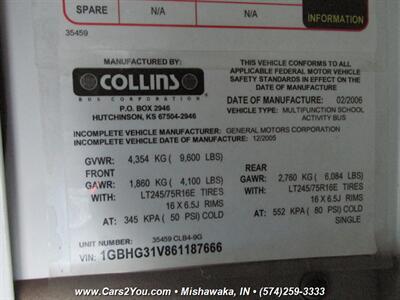 SPARE N/A N/A
INFORMATION
35459
MANUFACTURED BY:
COLLINS
BUS CORPORATION
P.O. BOX 2946
HUTCHINSON, KS 67504-2946
THIS VEHICLE CONFORMS TO ALL
APPLICABLE FEDERAL MOTOR VEHICLE
SAFETY STANDARDS IN EFFECT ON THE
DATE OF MANUFACTURE
DATE OF MANUFACTURE: 02/2006
VEHICLE TYPE: MULTIFUNCTION SCHOOL
ACTIVITY BUS
INCOMPLETE VEHICLE MANUFACTURER: GENERAL MOTORS CORPORATION
INCOMPLETE VEHICLE DATE OF MANUFACTURE: 12/2005
GVWR: 4,354 KG ( 9,600 LBS)
FRONT
GAWR: 1,860 KG ( 4,100 LBS)
WITH: LT245/75R16E TIRES
16 X 6.5J RIMS
AT: 345 KPA ( 50 PSI) COLD
REAR
GAWR: 2,760 KG ( 6,084 LBS)
WITH: LT245/75R16E TIRES
16 X 6.5J RIMS
AT: 552 KPA ( 80 PSI) COLD
SINGLE
UNIT NUMBER: 35459 CLB4-9G
VIN: 1GBHG31V861187666
www.Cars2You.com - Mishawaka, IN - (574)259-3333